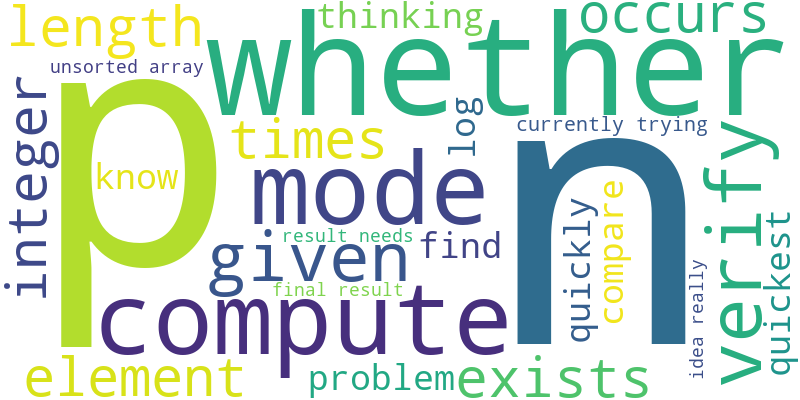 length
thinking
occurs
whether
unsorted array
p
integer
know
times
log
currently trying
mode
n
verify
compare
quickly
quickest
given
result needs
find
final result
compute
idea really
element
problem
exists